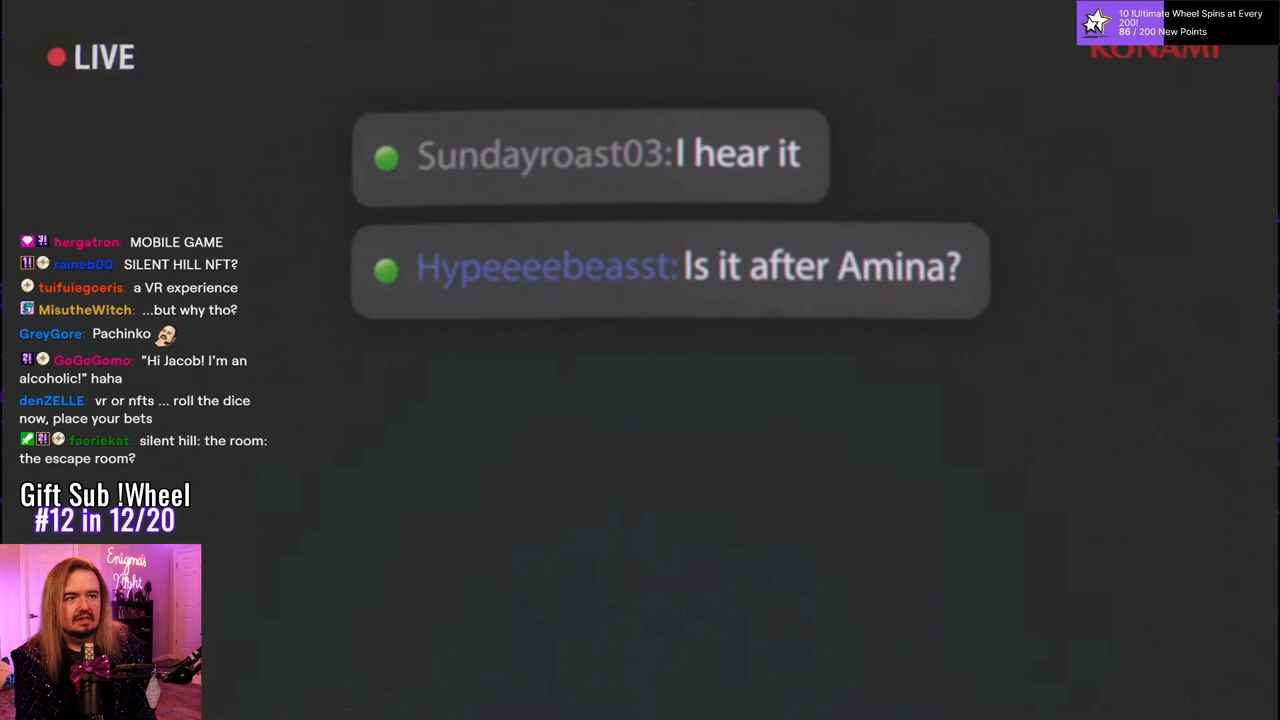 10 !Ultimate Wheel Spins at Every
200!
86 / 200 New Points
KONAMI
LIVE
Sundayroast03: I hear it
Hypeeeebeasst: Is it after Amina?
hergatron: MOBILE GAME
raineb00: SILENT HILL NFT?
tuifuiegoeris: a VR experience
MisutheWitch: ...but why tho?
GreyGore: Pachinko
GoGoGomo: "Hi Jacob! I'm an
alcoholic!" haha
denZELLE: vr or nfts ... roll the dice
now, place your bets
faeriekat: silent hill: the room:
the escape room?
Gift Sub !Wheel
#12 in 12/20
Enigma's
Night